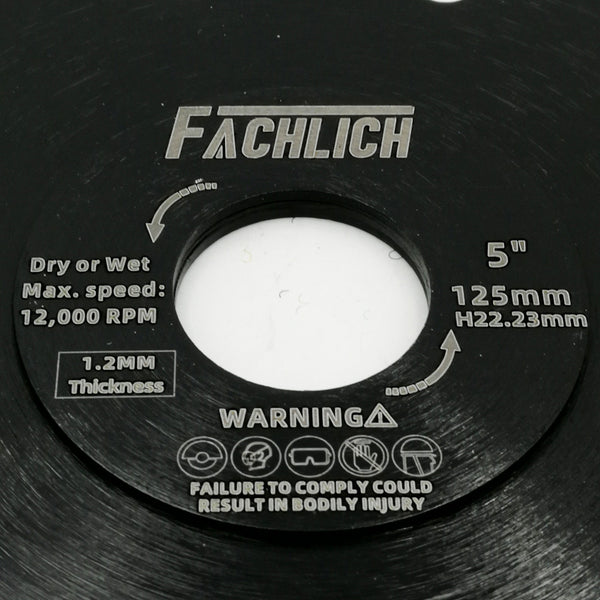 FACHLICH
Dry or Wet
Max. speed:
12,000 RPM
1.2MM
Thickness
5"
125mm
H22.23mm
WARNING
FAILURE TO COMPLY COULD
RESULT IN BODILY INJURY